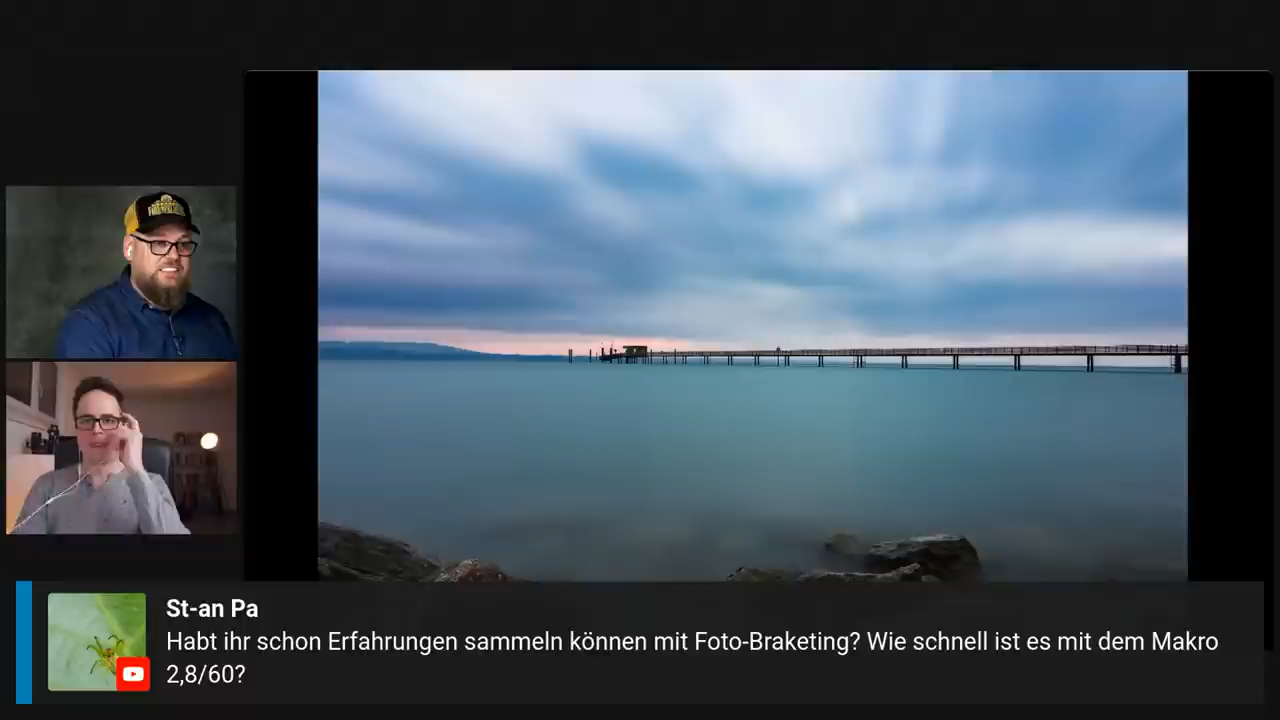 St-an Pa
Habt ihr schon Erfahrungen sammeln können mit Foto-Braketing? Wie schnell ist es mit dem Makro
2,8/60?